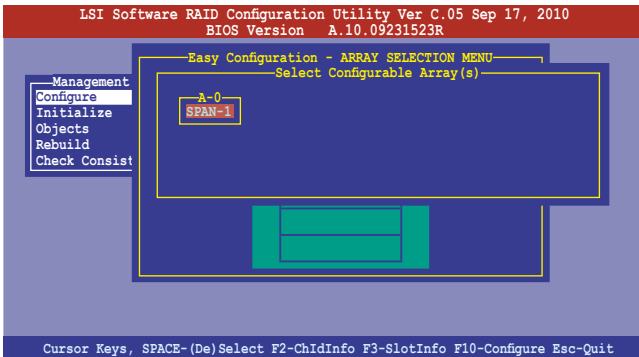 LSI Software RAID Configuration Utility Ver C.05 Sep 17, 2010
BIOS Version A.10.09231523R
Easy Configuration - ARRAY SELECTION MENU
Select Configurable Array(s)
Management
Configure
Initialize
Objects
Rebuild
Check Consist
A-0
SPAN-1
Cursor Keys, SPACE-(De)Select F2-ChIdInfo F3-SlotInfo F10-Configure Esc-Quit